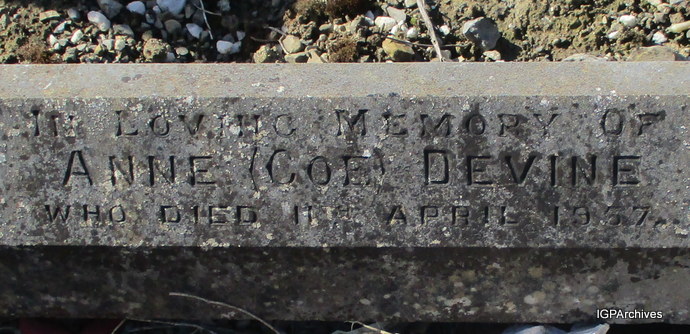 IN LOVING MEMORY OF
ANNE (COE) DEVINE
WHO DIED 11TH APRIL 1957.
IGPArchives